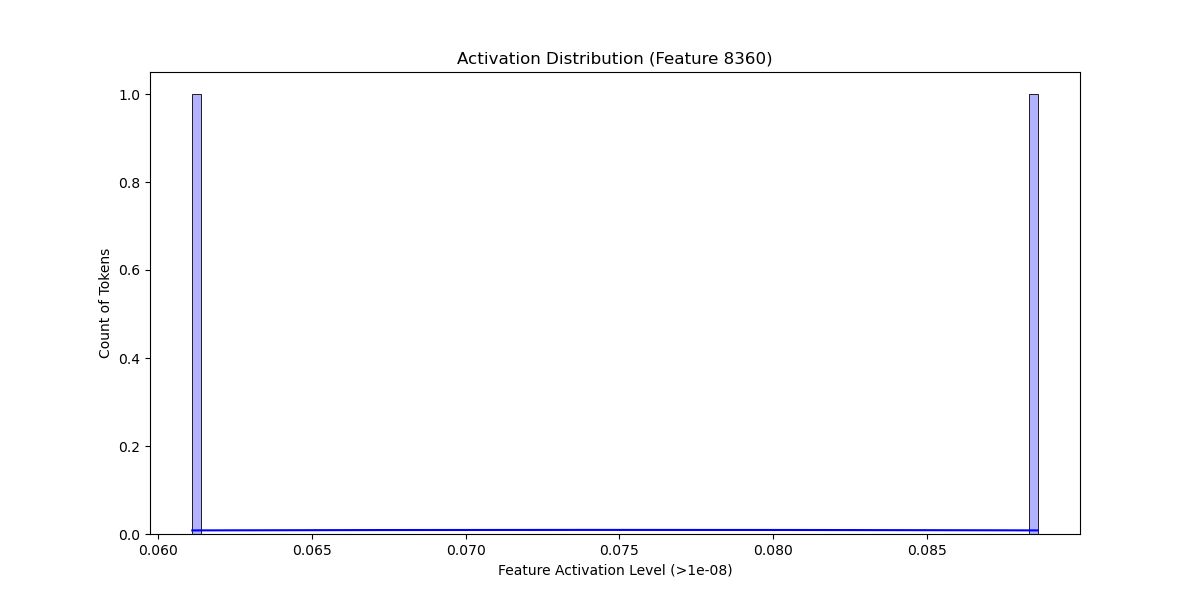 Activation Distribution (Feature 8360)
Count of Tokens
1.0
0.8
0.6
0.4
0.2
0.0
0.060 0.065 0.070 0.075 0.080 0.085
Feature Activation Level (>1e-08)